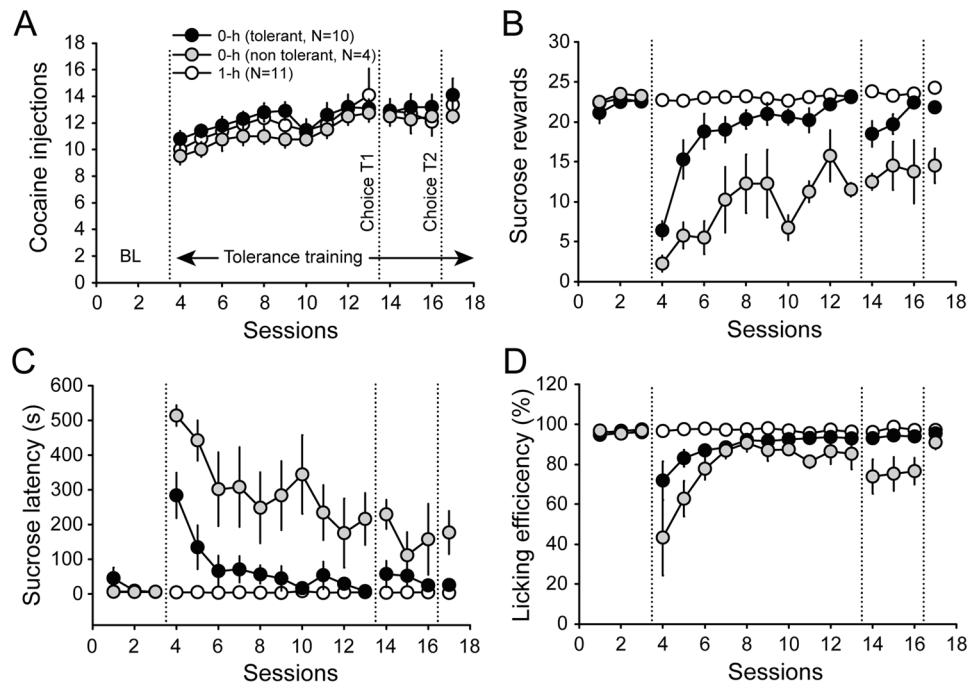 A
Cocaine injections
18
16
14
12
10
8
6
4
2
0
0-h (tolerant, N=10)
0-h (non tolerant, N=4)
1-h (N=11)
Choice T1
Choice T2
BL
Tolerance training
0 2 4 6 8 10 12 14 16 18
Sessions
B
Sucrose rewards
30
25
20
15
10
5
0
0 2 4 6 8 10 12 14 16 18
Sessions
C
Sucrose latency (s)
600
500
400
300
200
100
0
0 2 4 6 8 10 12 14 16 18
Sessions
D
Licking efficicency (%)
120
100
80
60
40
20
0
0 2 4 6 8 10 12 14 16 18
Sessions